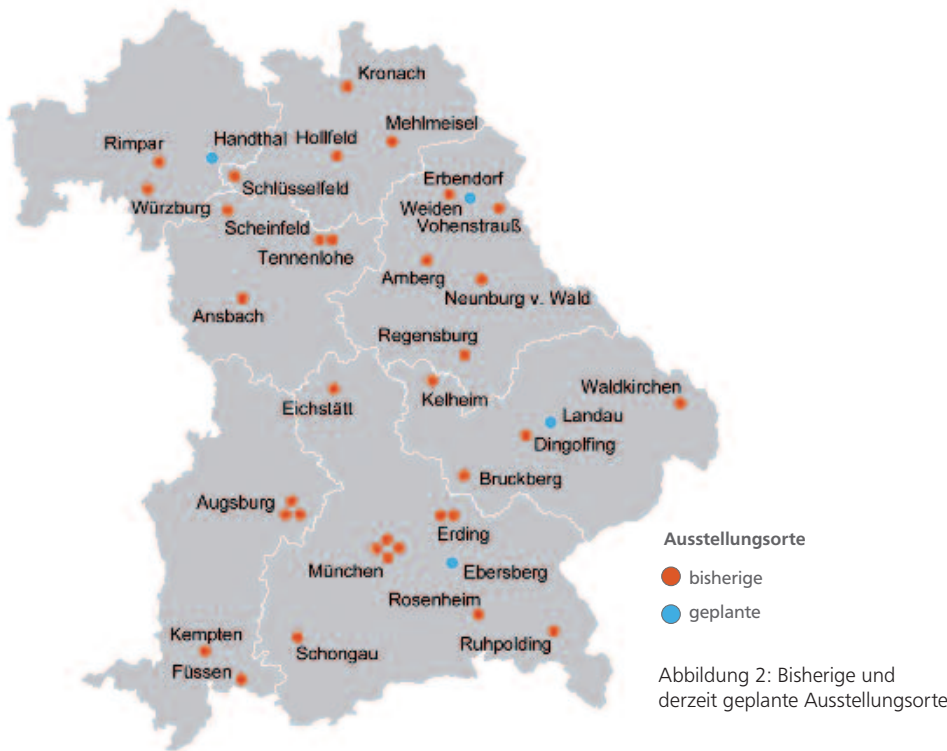 Kronach
Mehlmeisel
Rimpar
Handthal
Hollfeld
Schlüsselfeld
Erbendorf
Würzburg
Weiden
Vohenstrauß
Scheinfeld
Tennenlohe
Amberg
Neunburg v. Wald
Ansbach
Regensburg
Waldkirchen
Eichstätt
Kelheim
Landau
Dingolfing
Bruckberg
Augsburg
Erding
München
Ebersberg
Rosenheim
Kempten
Schongau
Ruhpolding
Füssen
Ausstellungsorte
bisherige
geplante
Abbildung 2: Bisherige und
derzeit geplante Ausstellungsorte